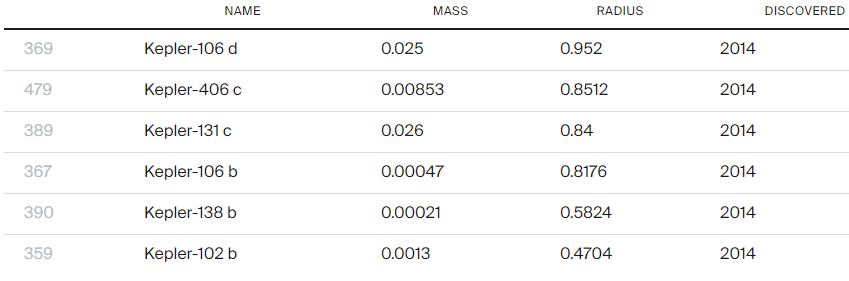 NAME MASS RADIUS DISCOVERED
369 Kepler-106 d 0.025 0.952 2014
479 Kepler-406 c 0.00853 0.8512 2014
389 Kepler-131 c 0.026 0.84 2014
367 Kepler-106 b 0.00047 0.8176 2014
390 Kepler-138 b 0.00021 0.5824 2014
359 Kepler-102 b 0.0013 0.4704 2014